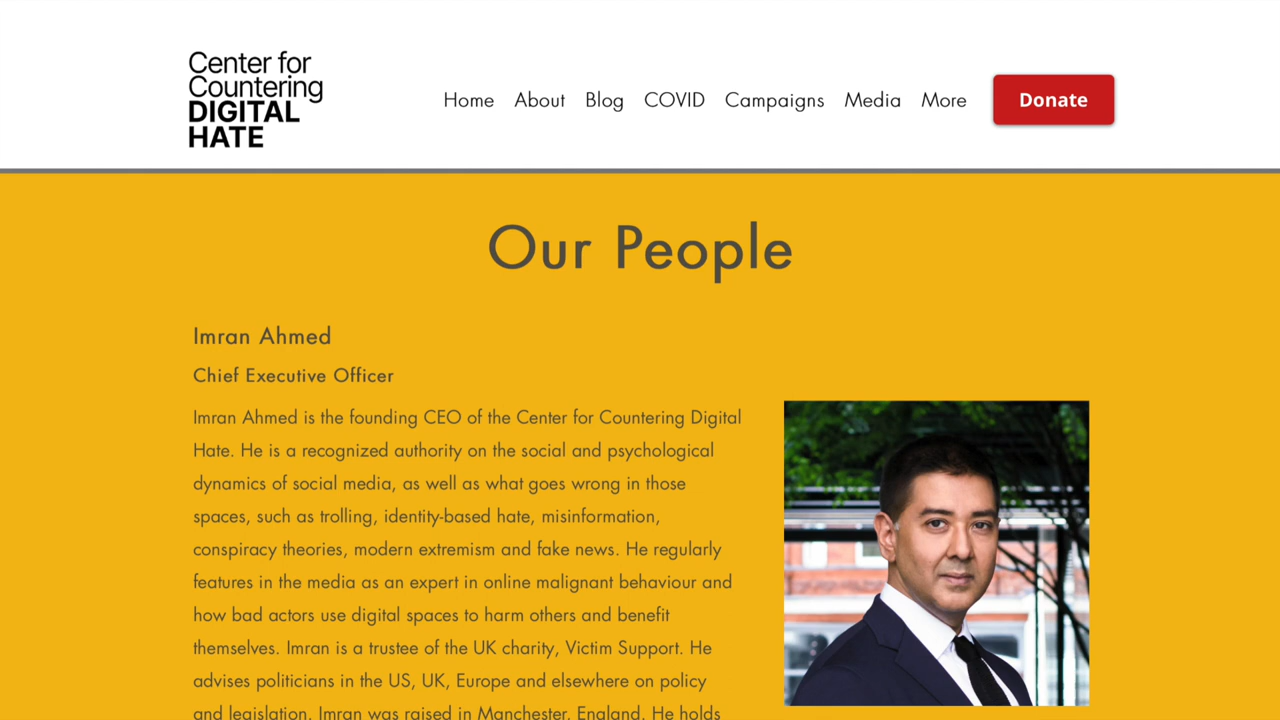 Center for
Countering
DIGITAL
HATE
Home About Blog COVID Campaigns Media More Donate
Our People
Imran Ahmed
Chief Executive Officer
Imran Ahmed is the founding CEO of the Center for Countering Digital
Hate. He is a recognized authority on the social and psychological
dynamics of social media, as well as what goes wrong in those
spaces, such as trolling, identity-based hate, misinformation,
conspiracy theories, modern extremism and fake news. He regularly
features in the media as an expert in online malignant behaviour and
how bad actors use digital spaces to harm others and benefit
themselves. Imran is a trustee of the UK charity, Victim Support. He
advises politicians in the US, UK, Europe and elsewhere on policy
and legislation. Imran was raised in Manchester, England. He holds